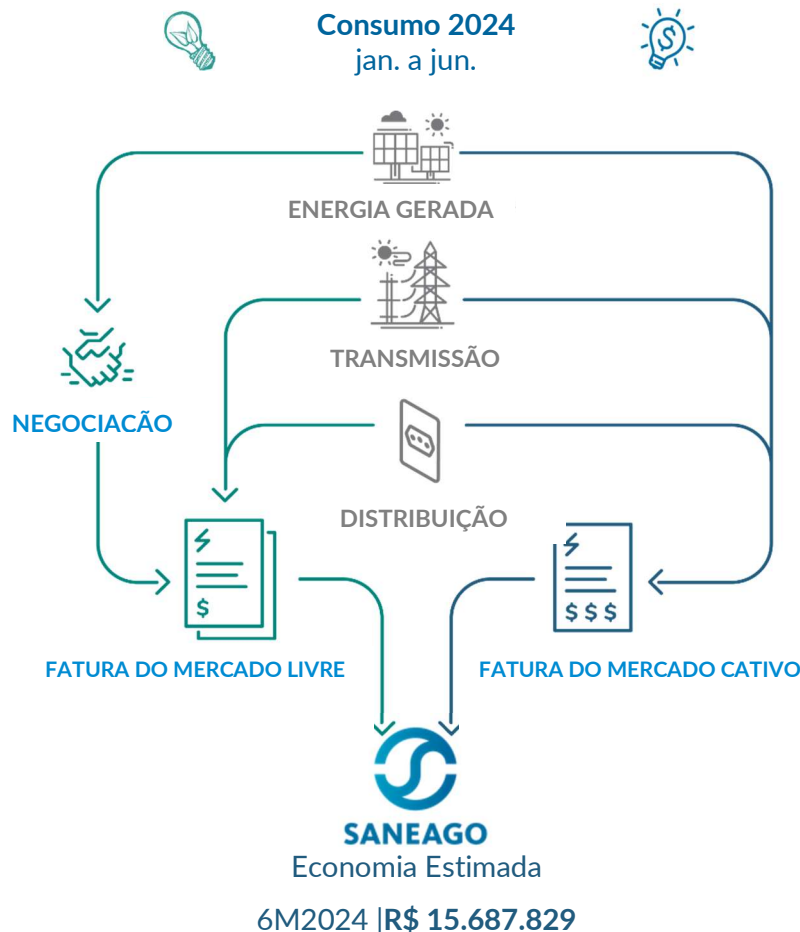 Consumo 2024
jan. a jun.
ENERGIA GERADA
TRANSMISSÃO
NEGOCIACÃO
DISTRIBUIÇÃO
$
$ $ $
FATURA DO MERCADO LIVRE
FATURA DO MERCADO CATIVO
SANEAGO
Economia Estimada
6M2024 |R$ 15.687.829